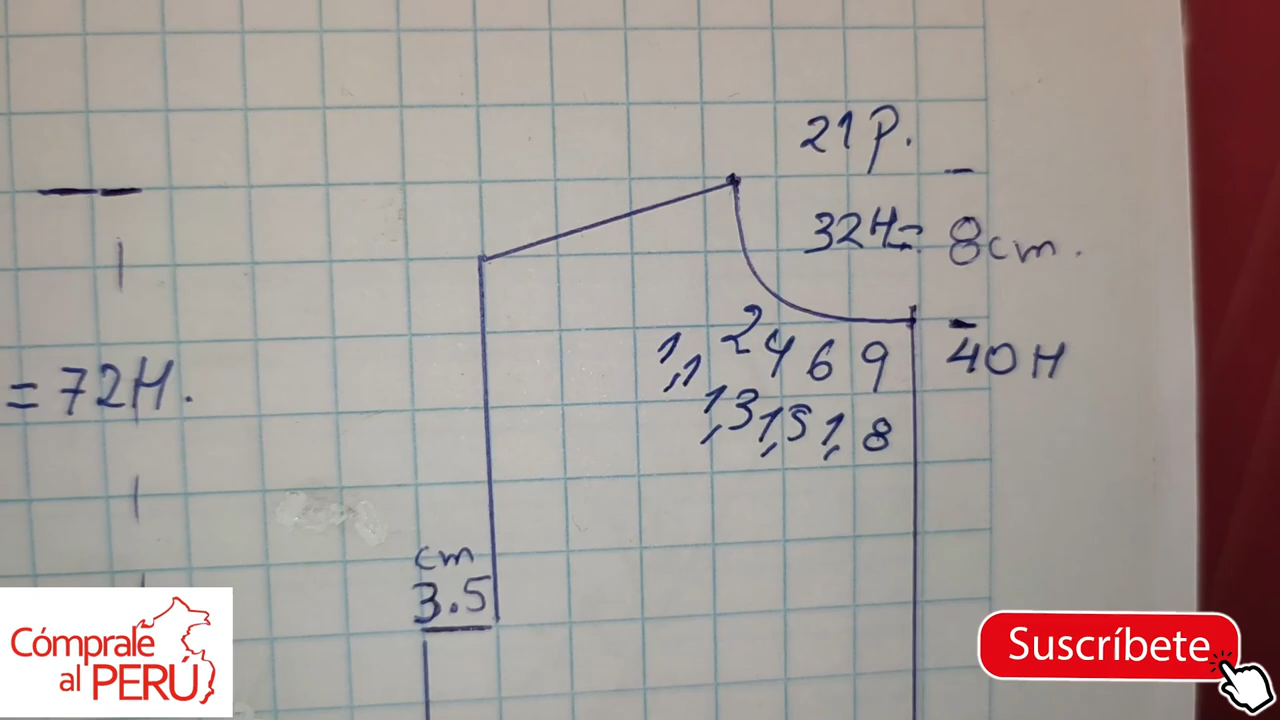 21 P.
32H= 8cm.
1,1 2 4 6 9 40H
= 72H.
1, 3 1, 5 1, 8
cm
3.5
Cómprale
al PERÚ
Suscríbete